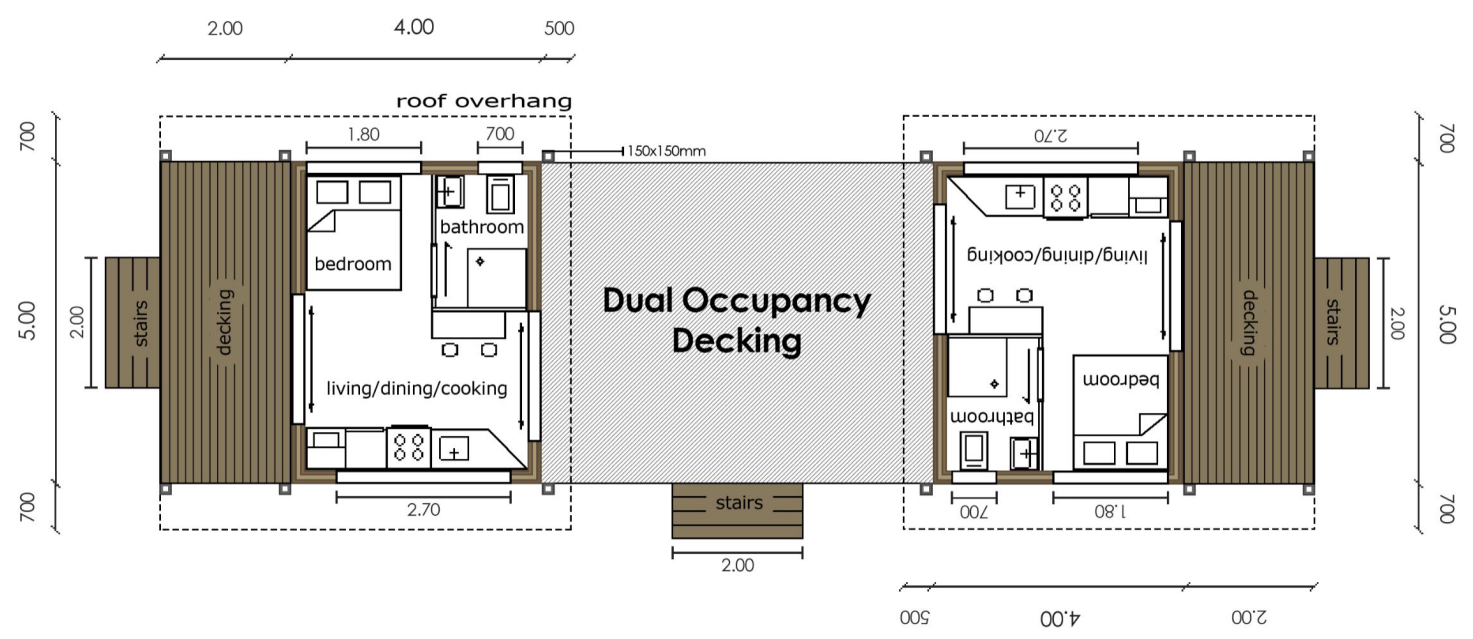 2.00 4.00 500
roof overhang
700 1.80 700 2.70 700
150x150mm
bathroom
bedroom
living/dining/cooking
Dual Occupancy
Decking
stairs
decking
2.00
5.00
decking
stairs
2.00
5.00
living/dining/cooking
bedroom
bathroom
700
2.70
stairs
700
1.80
700
2.00
500 4.00 2.00